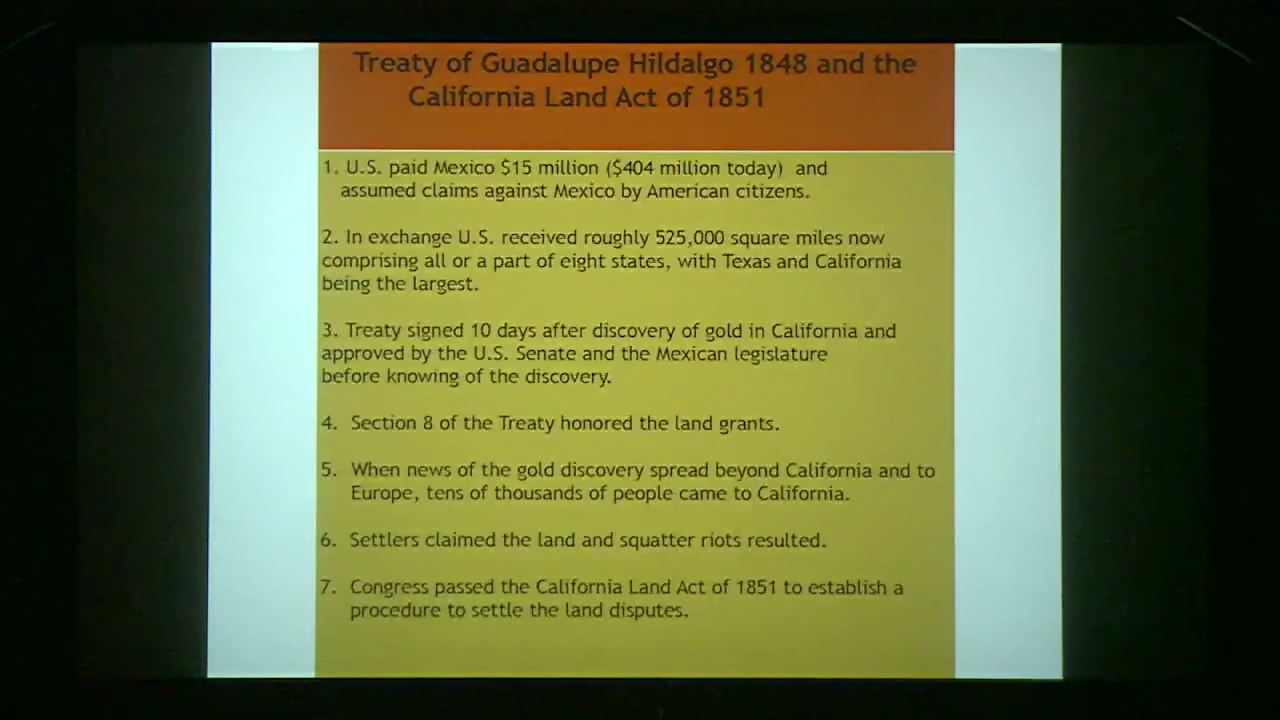 Treaty of Guadalupe Hildalgo 1848 and the
California Land Act of 1851
1. U.S. paid Mexico $15 million ($404 million today) and
assumed claims against Mexico by American citizens.
2. In exchange U.S. received roughly 525,000 square miles now
comprising all or a part of eight states, with Texas and California
being the largest.
3. Treaty signed 10 days after discovery of gold in California and
approved by the U.S. Senate and the Mexican legislature
before knowing of the discovery.
4. Section 8 of the Treaty honored the land grants.
5. When news of the gold discovery spread beyond California and to
Europe, tens of thousands of people came to California.
6. Settlers claimed the land and squatter riots resulted.
7. Congress passed the California Land Act of 1851 to establish a
procedure to settle the land disputes.